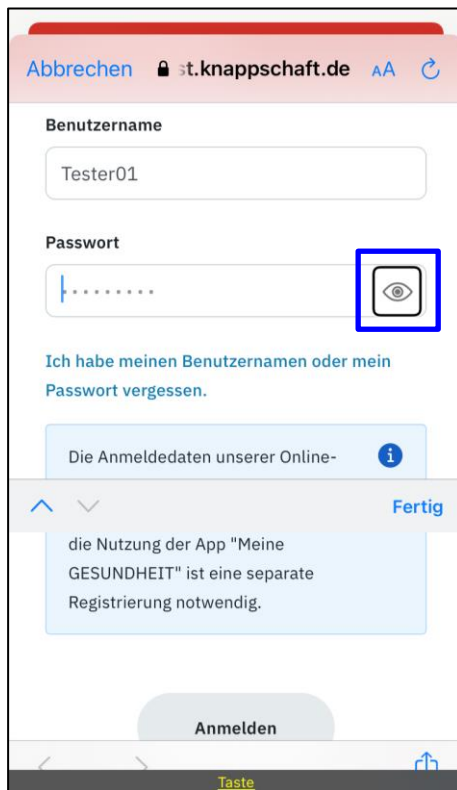 Abbrechen st.knappschaft.de AA
Benutzername
Tester01
Passwort
Ich habe meinen Benutzernamen oder mein
Passwort vergessen.
Die Anmeldedaten unserer Online-
Fertig
die Nutzung der App "Meine
GESUNDHEIT" ist eine separate
Registrierung notwendig.
Anmelden
Taste